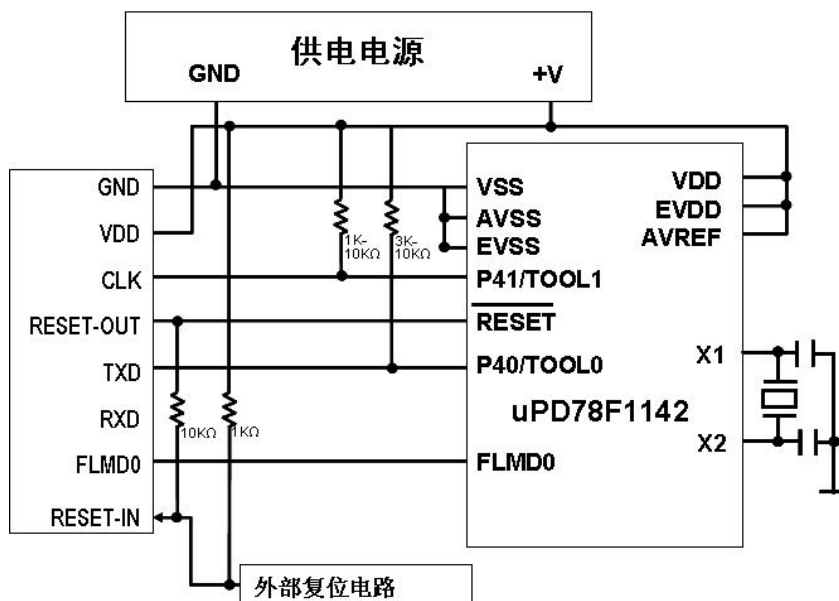 供电电源
GND +V
GND
VDD
CLK
RESET-OUT
TXD
RXD
FLMD0
RESET-IN
1K-
10KΩ
3K-
10KΩ
10KΩ
1KΩ
VSS
AVSS
EVSS
P41/TOOL1
RESET
P40/TOOL0
uPD78F1142
FLMD0
VDD
EVDD
AVREF
X1
X2
外部复位电路